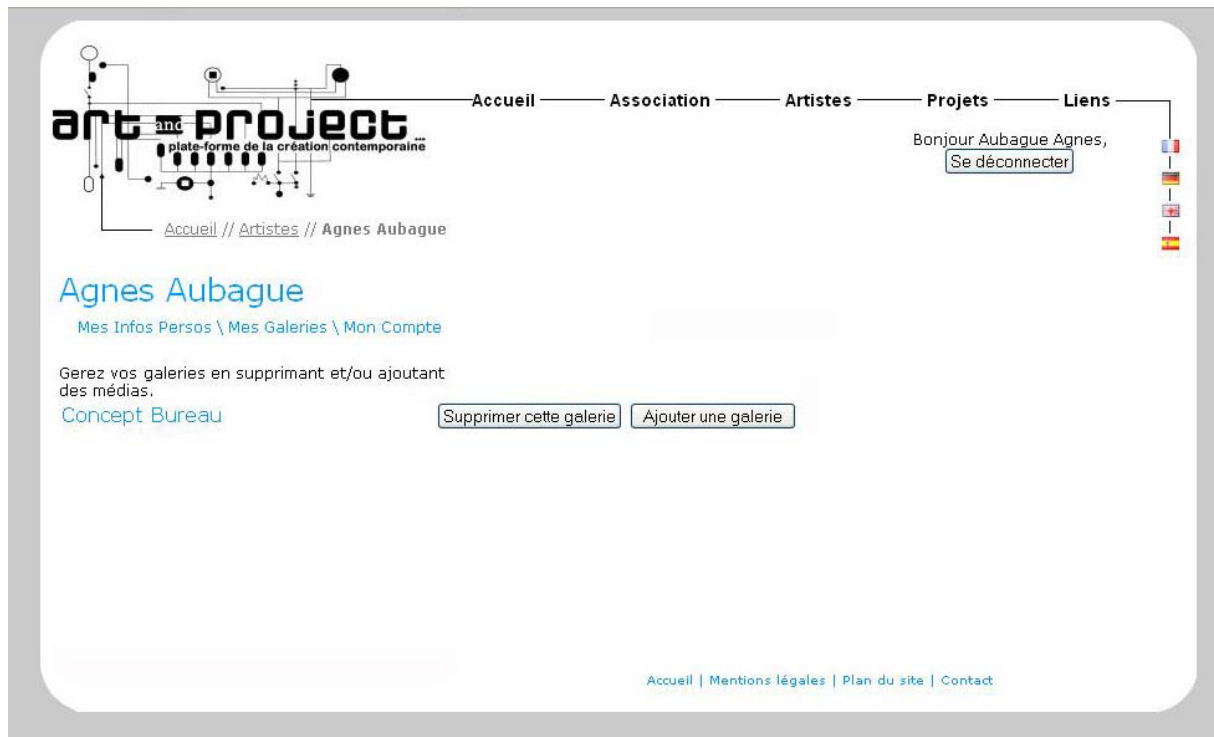 Accueil Association Artistes Projets Liens
art and project...
plate-forme de la création contemporaine
Bonjour Aubague Agnes,
Se déconnecter
Accueil // Artistes // Agnes Aubague
Agnes Aubague
Mes Infos Persos \ Mes Galeries \ Mon Compte
Gerez vos galeries en supprimant et/ou ajoutant
des médias.
Concept Bureau Supprimer cette galerie Ajouter une galerie
Accueil | Mentions légales | Plan du site | Contact